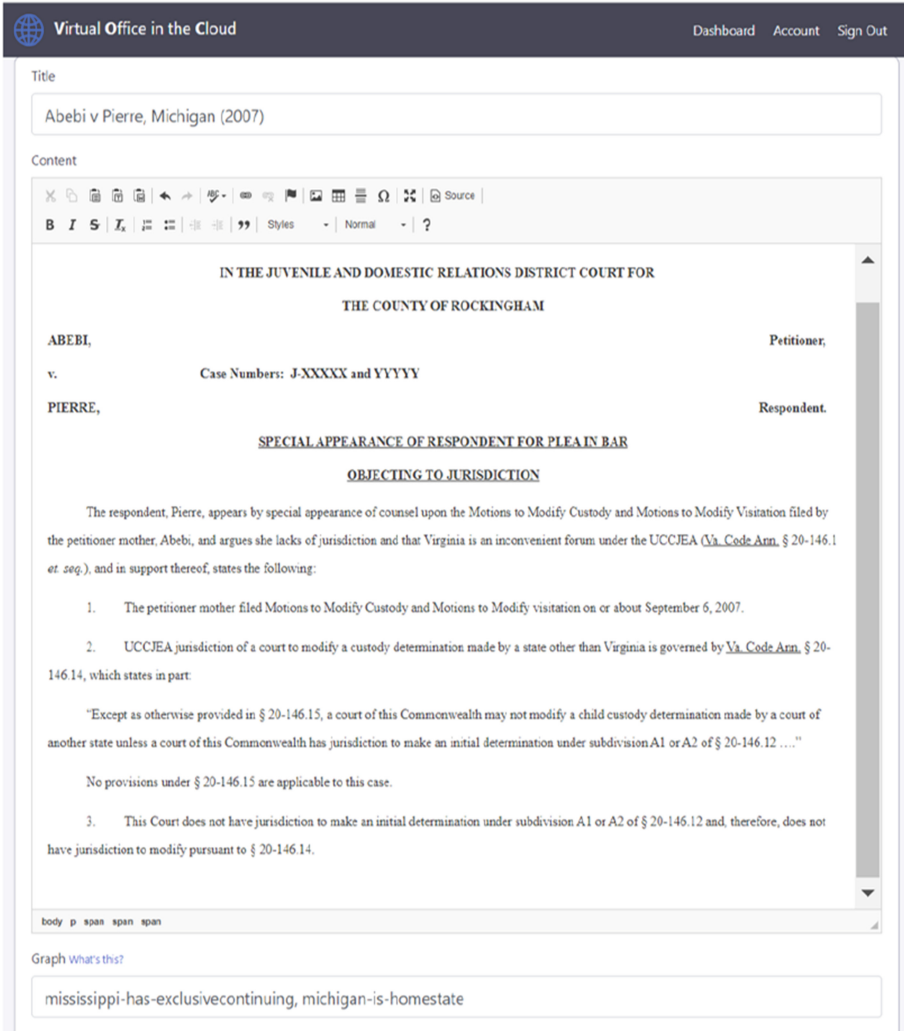 Virtual Office in the Cloud
Dashboard Account Sign Out
Title
Abebi v Pierre, Michigan (2007)
Content
Source
B I S Ix Styles Normal ?
IN THE JUVENILE AND DOMESTIC RELATIONS DISTRICT COURT FOR
THE COUNTY OF ROCKINGHAM
ABEBI, Petitioner,
v. Case Numbers: J-XXXXX and YYYYY
PIERRE, Respondent.
SPECIAL APPEARANCE OF RESPONDENT FOR PLEA IN BAR
OBJECTING TO JURISDICTION
The respondent, Pierre, appears by special appearance of counsel upon the Motions to Modify Custody and Motions to Modify Visitation filed by
the petitioner mother, Abebi, and argues she lacks of jurisdiction and that Virginia is an inconvenient forum under the UCCJEA (Va. Code Ann. § 20-146.1
et. seq.), and in support thereof, states the following:
1. The petitioner mother filed Motions to Modify Custody and Motions to Modify visitation on or about September 6, 2007.
2. UCCJEA jurisdiction of a court to modify a custody determination made by a state other than Virginia is governed by Va. Code Ann. § 20-
146.14, which states in part:
“Except as otherwise provided in § 20-146.15, a court of this Commonwealth may not modify a child custody determination made by a court of
another state unless a court of this Commonwealth has jurisdiction to make an initial determination under subdivision A1 or A2 of § 20-146.12 ….”
No provisions under § 20-146.15 are applicable to this case.
3. This Court does not have jurisdiction to make an initial determination under subdivision A1 or A2 of § 20-146.12 and, therefore, does not
have jurisdiction to modify pursuant to § 20-146.14.
body p span span span
Graph What's this?
mississippi-has-exclusivecontinuing, michigan-is-homestate